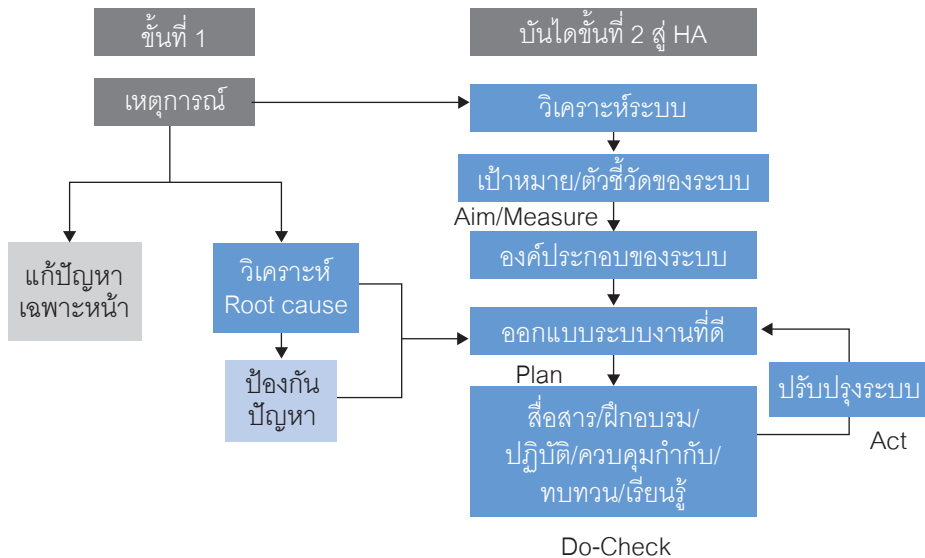 ขั้นที่ 1
บันไดขั้นที่ 2 สู่ HA
เหตุการณ์
วิเคราะห์ระบบ
เป้าหมาย/ตัวชี้วัดของระบบ
Aim/Measure
องค์ประกอบของระบบ
แก้ปัญหา
เฉพาะหน้า
วิเคราะห์
Root cause
ออกแบบระบบงานที่ดี
Plan
ป้องกัน
ปัญหา
ปรับปรุงระบบ
Act
สื่อสาร/ฝึกอบรม/
ปฏิบัติ/ควบคุมกำกับ/
ทบทวน/เรียนรู้
Do-Check